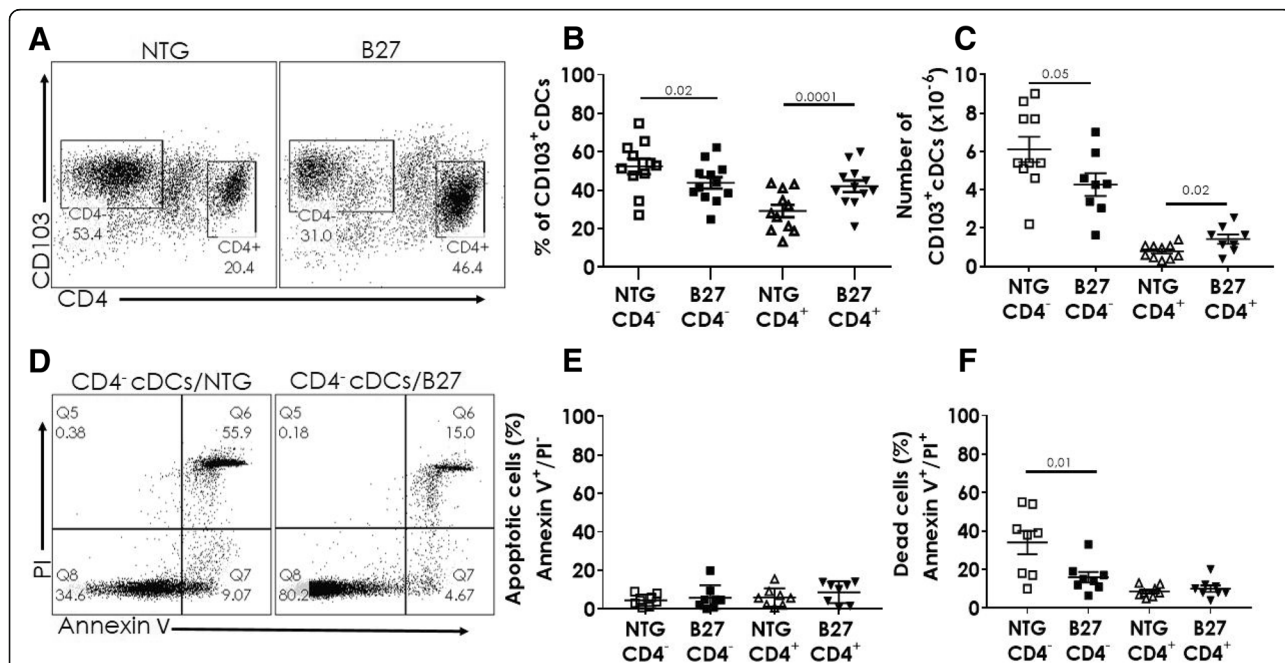 A
NTG
B27
CD103
CD4-
53.4
CD4+
20.4
CD4-
31.0
CD4+
46.4
CD4
B
% of CD103⁺cDCs
100
80
60
40
20
0
0.02
0.0001
NTG B27 NTG B27
CD4⁻ CD4⁻ CD4⁺ CD4⁺
C
Number of
CD103⁺cDCs (x10⁻⁶)
10
8
6
4
2
0
0.05
0.02
NTG B27 NTG B27
CD4⁻ CD4⁻ CD4⁺ CD4⁺
D
CD4⁻ cDCs/NTG
CD4⁻ cDCs/B27
PI
Q5
0.38
Q6
55.9
Q8
34.6
Q7
9.07
Q5
0.18
Q6
15.0
Q8
80.2
Q7
4.67
Annexin V
E
Apoptotic cells (%)
Annexin V⁺/PI⁻
100
80
60
40
20
0
NTG B27 NTG B27
CD4⁻ CD4⁻ CD4⁺ CD4⁺
F
Dead cells (%)
Annexin V⁺/PI⁺
100
80
60
40
20
0
0.01
NTG B27 NTG B27
CD4⁻ CD4⁻ CD4⁺ CD4⁺